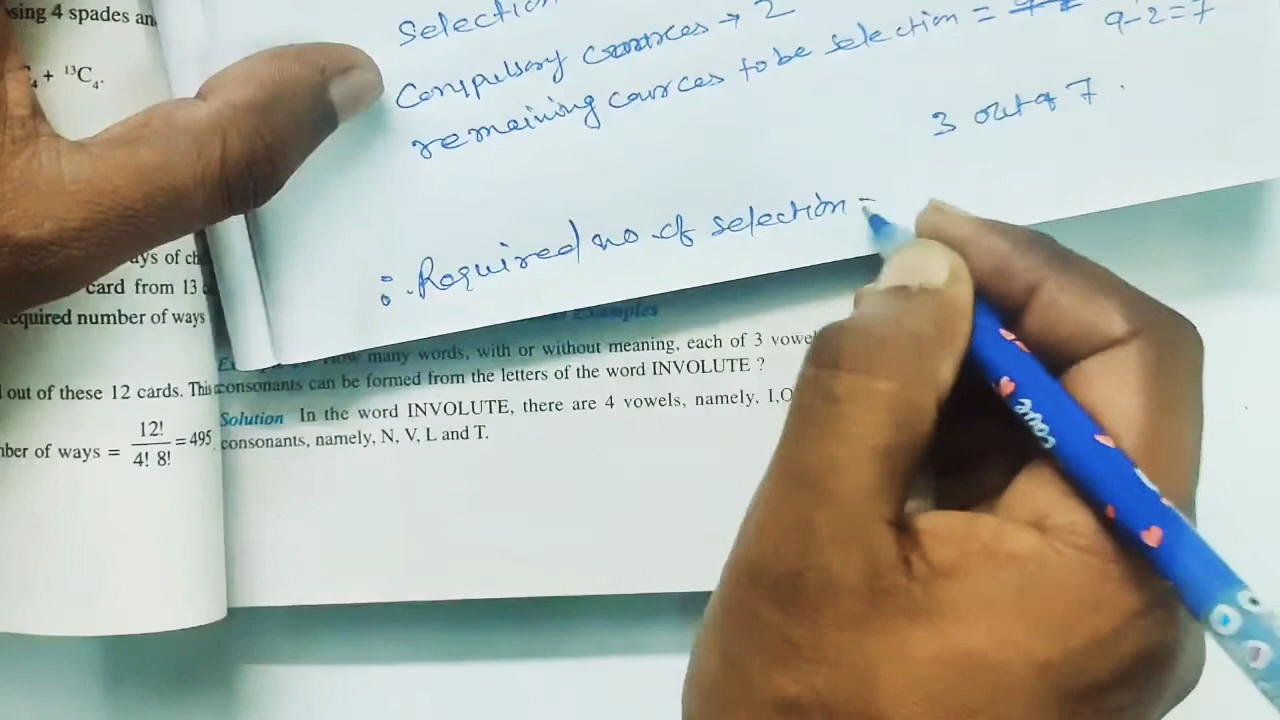 sing 4 spades an
+ ¹³C₄.
Selection
Compulsory cources → 2
remaining cources to be selection =
9-2=7
3 out of 7.
∴ Required no of selection =
ays of ch
card from 13
equired number of ways
out of these 12 cards. This
ber of ways = 12!/4! 8! = 495
Examples
How many words, with or without meaning, each of 3 vowe
consonants can be formed from the letters of the word INVOLUTE ?
Solution In the word INVOLUTE, there are 4 vowels, namely, I,O
consonants, namely, N, V, L and T.